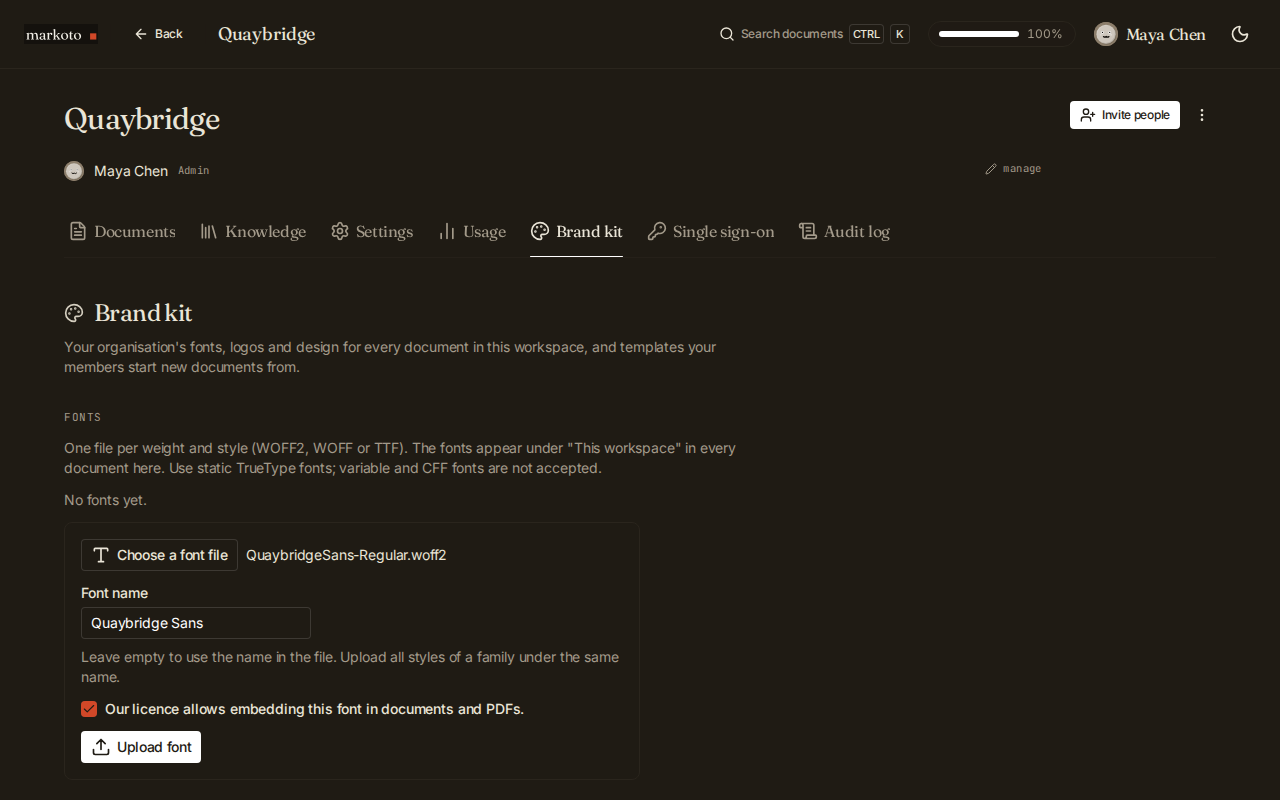 markoto
Back
Quaybridge
Search documents CTRL K
100%
Maya Chen
Quaybridge
Invite people
Maya Chen Admin
manage
Documents
Knowledge
Settings
Usage
Brand kit
Single sign-on
Audit log
Brand kit
Your organisation's fonts, logos and design for every document in this workspace, and templates your
members start new documents from.
FONTS
One file per weight and style (WOFF2, WOFF or TTF). The fonts appear under "This workspace" in every
document here. Use static TrueType fonts; variable and CFF fonts are not accepted.
No fonts yet.
Choose a font file QuaybridgeSans-Regular.woff2
Font name
Quaybridge Sans
Leave empty to use the name in the file. Upload all styles of a family under the same
name.
Our licence allows embedding this font in documents and PDFs.
Upload font